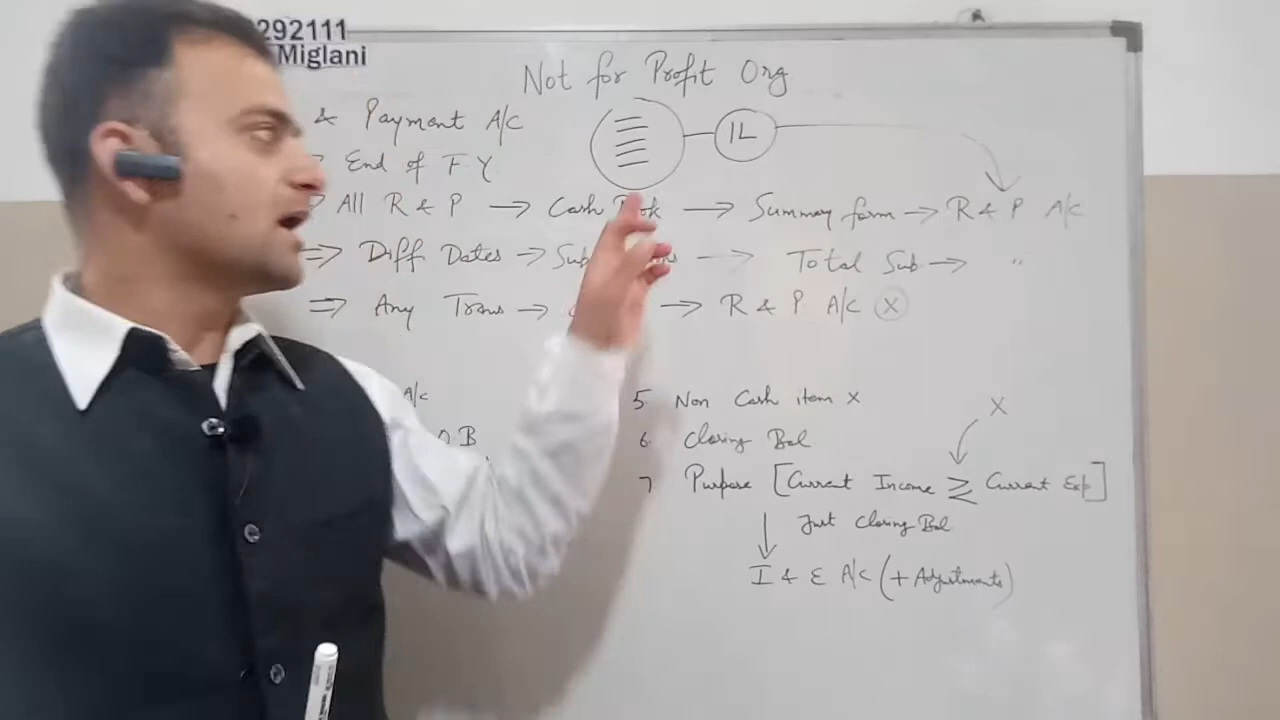 292111
Miglani
Not for Profit Org
& Payment A/C
1L
End of F Y
All R & P → Cash → Summary form → R & P A/C
⇒ Diff Dates → Sub → Total Sub → "
⇒ Any Trans → → R & P A/C X
A/c
O B
5 Non Cash item X
X
6. Closing Bal
7 Purpose [Current Income ≥ Current Exp]
Just Closing Bal
I & E A/C (+ Adjustments)